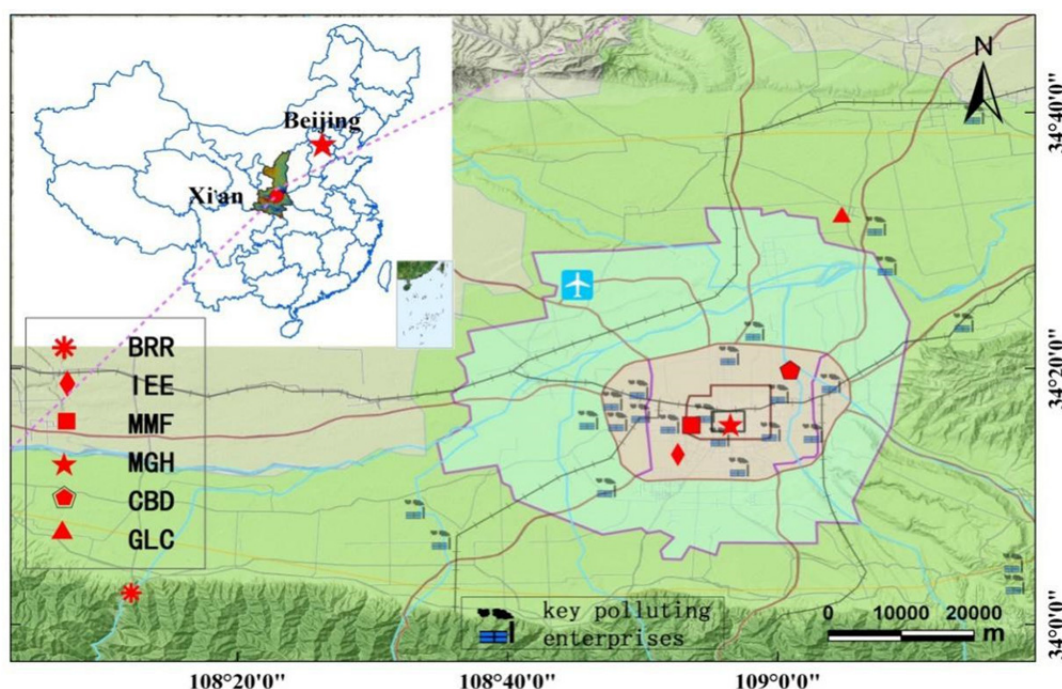 Beijing
Xi'an
N
BRR
IEE
MMF
MGH
CBD
GLC
key polluting
enterprises
0 10000 20000
m
34°40'0"
34°20'0"
34°0'0"
108°20'0"
108°40'0"
109°0'0"